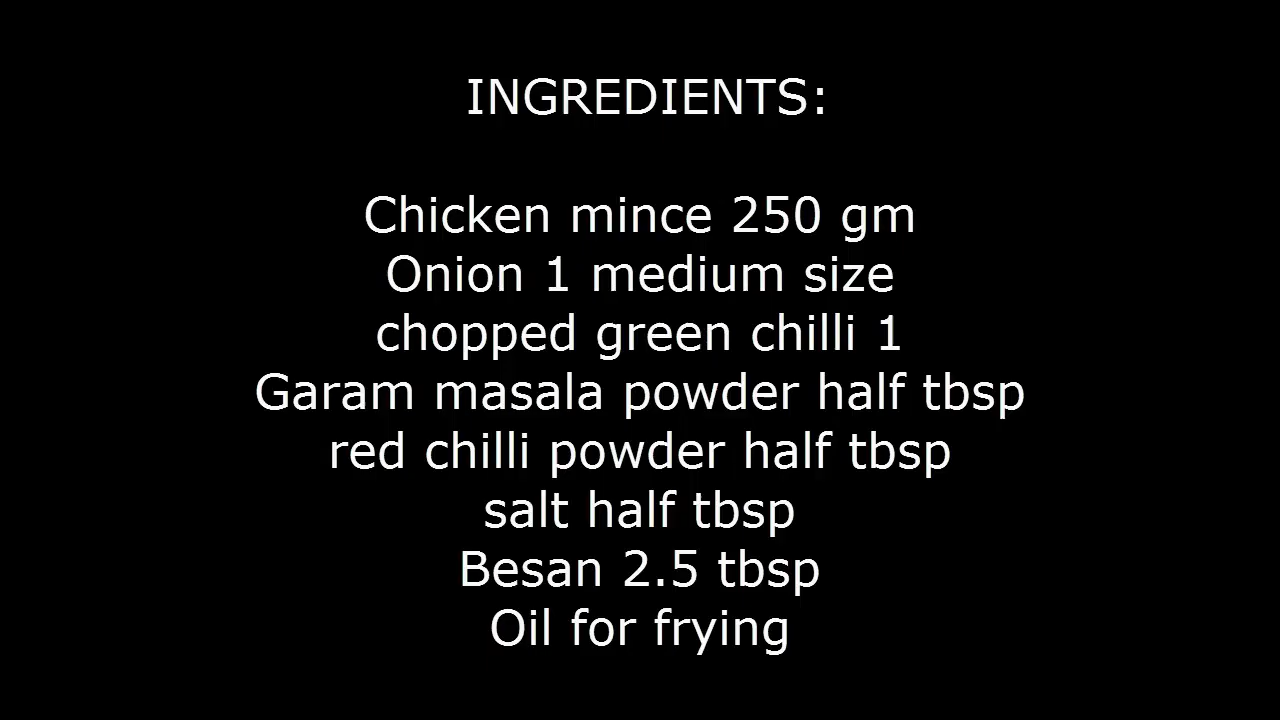 INGREDIENTS:
Chicken mince 250 gm
Onion 1 medium size
chopped green chilli 1
Garam masala powder half tbsp
red chilli powder half tbsp
salt half tbsp
Besan 2.5 tbsp
Oil for frying